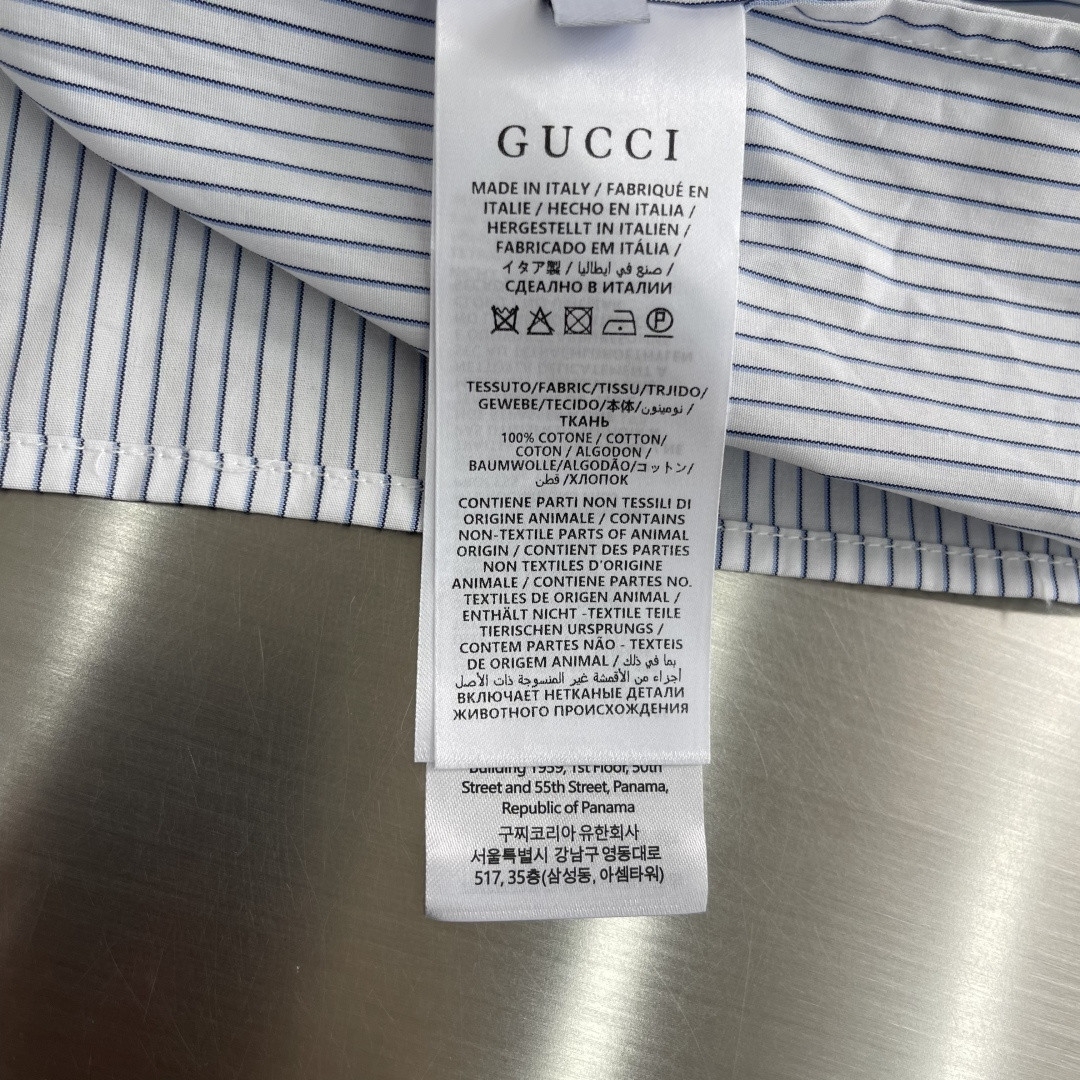 GUCCI
MADE IN ITALY / FABRIQUÉ EN
ITALIE / HECHO EN ITALIA /
HERGESTELLT IN ITALIEN /
FABRICADO EM ITÁLIA /
イタア製 / صنع في ايطاليا /
СДЕАЛНО В ИТАЛИИ
P
TESSUTO/FABRIC/TISSU/TRJIDO/
GEWEBE/TECIDO/本体/نومينون /
ТКАНЬ
100% COTONE / COTTON/
COTON / ALGODON /
BAUMWOLLE/ALGODÃO/コットン/
قطن /ХЛОПОК
CONTIENE PARTI NON TESSILI DI
ORIGINE ANIMALE / CONTAINS
NON-TEXTILE PARTS OF ANIMAL
ORIGIN / CONTIENT DES PARTIES
NON TEXTILES D'ORIGINE
ANIMALE / CONTIENE PARTES NO.
TEXTILES DE ORIGEN ANIMAL /
ENTHÄLT NICHT -TEXTILE TEILE
TIERISCHEN URSPRUNGS /
CONTEM PARTES NÃO - TEXTEIS
DE ORIGEM ANIMAL / بما في ذلك
اجزاء من الأقمشة غير المنسوجة ذات الأصل
ВКЛЮЧАЕТ НЕТКАНЫЕ ДЕТАЛИ
ЖИВОТНОГО ПРОИСХОЖДЕНИЯ
Building 1959, 1st Floor, 50th
Street and 55th Street, Panama,
Republic of Panama
구찌코리아 유한회사
서울특별시 강남구 영동대로
517, 35층(삼성동, 아셈타워)